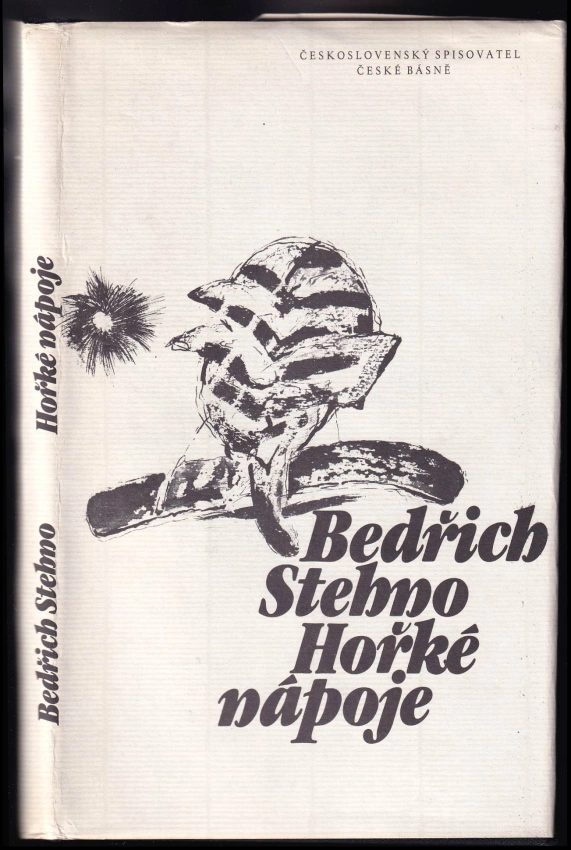 ČESKOSLOVENSKÝ SPISOVATEL
ČESKÉ BÁSNĚ
Bedřich
Stehno
Hořké
nápoje
Bedřich Stehno
Hořké nápoje